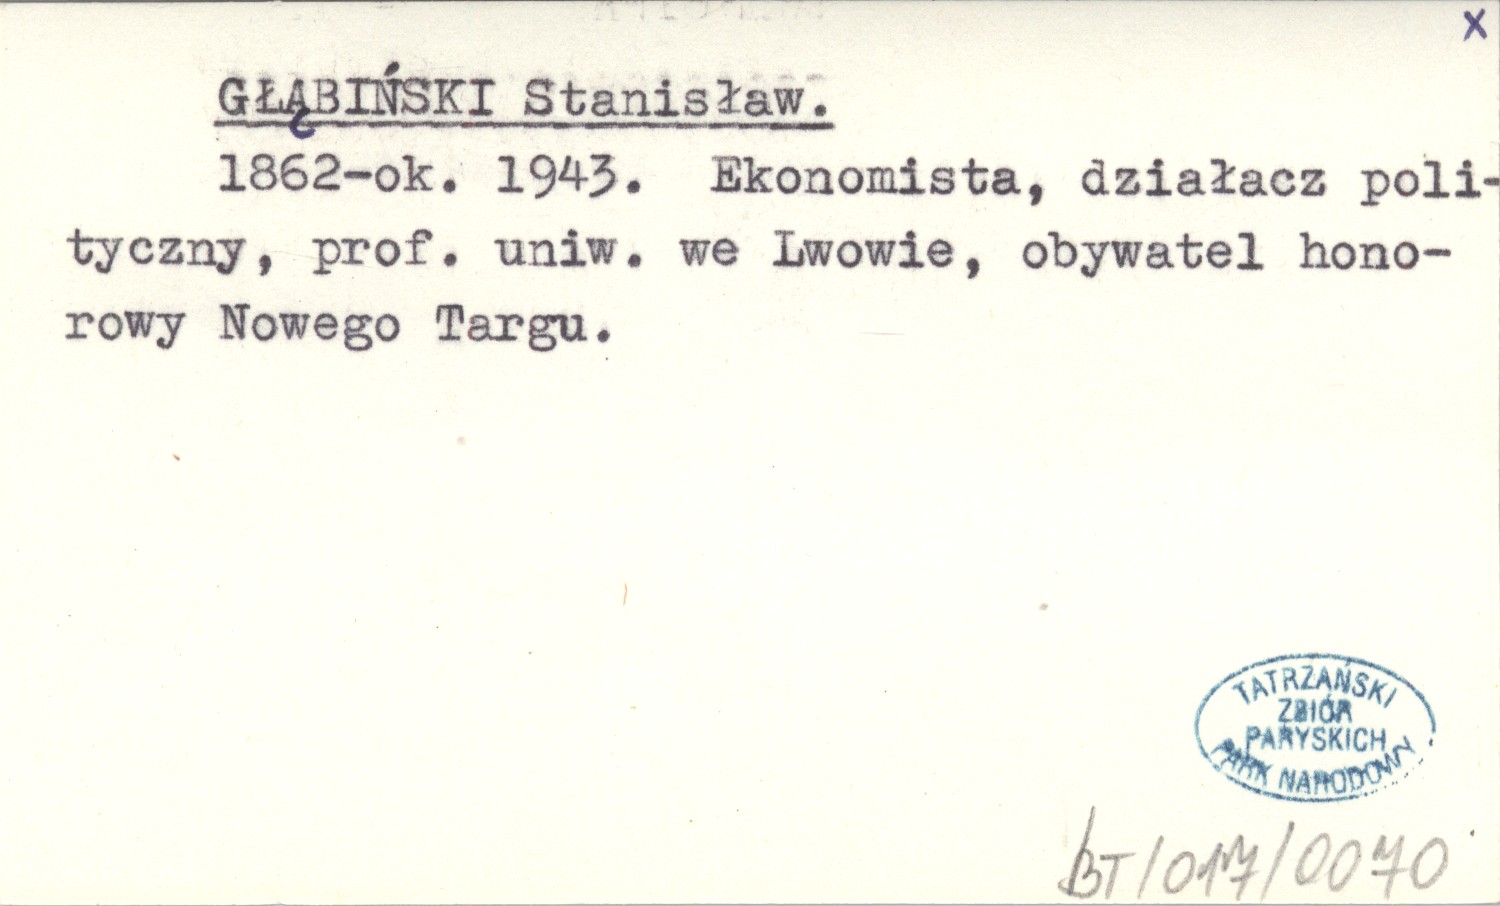 x
GŁĄBIŃSKI Stanisław.
1862-ok. 1943. Ekonomista, działacz poli-
tyczny, prof. uniw. we Lwowie, obywatel hono-
rowy Nowego Targu.
TATRZAŃSKI
ZBIÓR
PARYSKICH
PARK NARODOWY
BT/017/0070